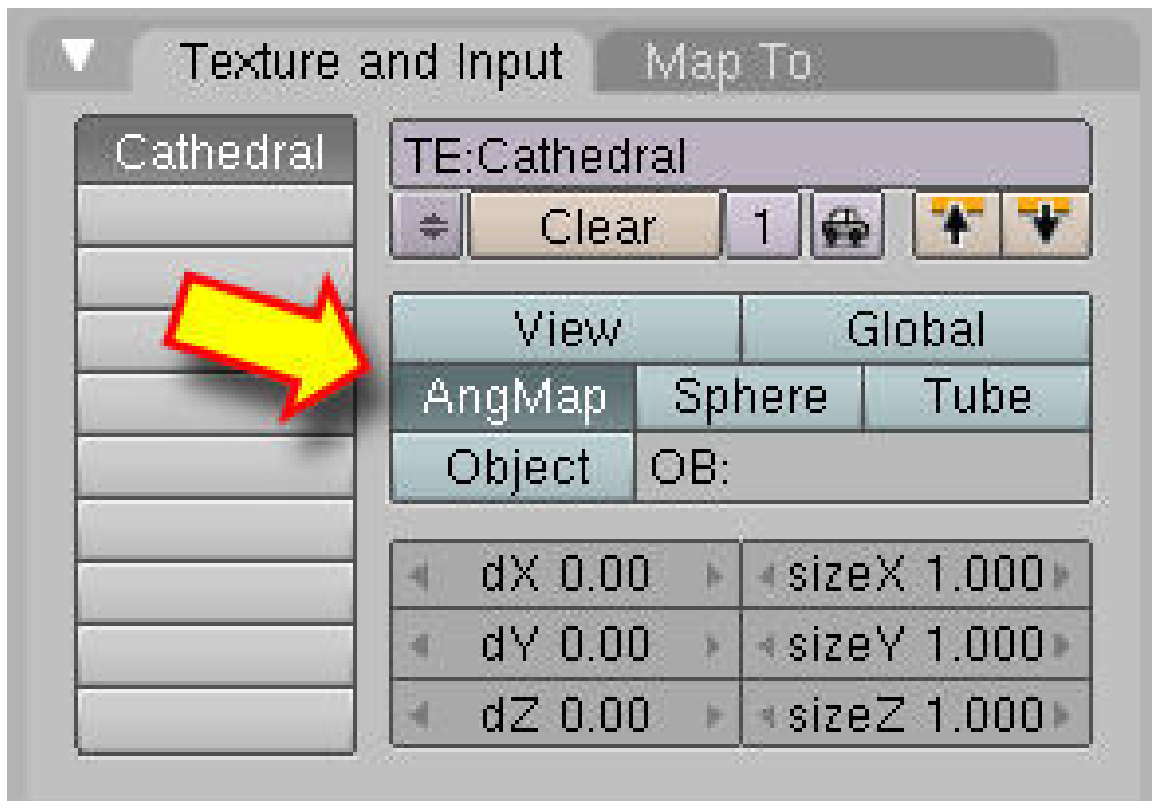 Texture and Input Map To
Cathedral
TE:Cathedral
Clear 1
View Global
AngMap Sphere Tube
Object OB:
dX 0.00 sizeX 1.000
dY 0.00 sizeY 1.000
dZ 0.00 sizeZ 1.000